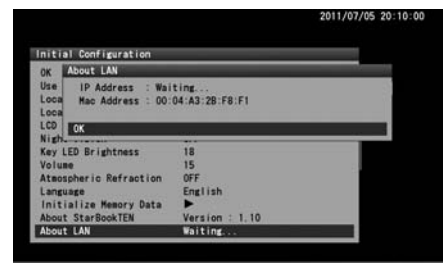 2011/07/05 20:10:00
Initial Configuration
OK
About LAN
Use
IP Address : Waiting...
Loca
Mac Address : 00:04:A3:2B:F8:F1
Loca
LCD
OK
Key LED Brightness 18
Volume 15
Atmospheric Refraction OFF
Language English
Initialize Memory Data ▶
About StarBookTEN Version : 1.10
About LAN Waiting...